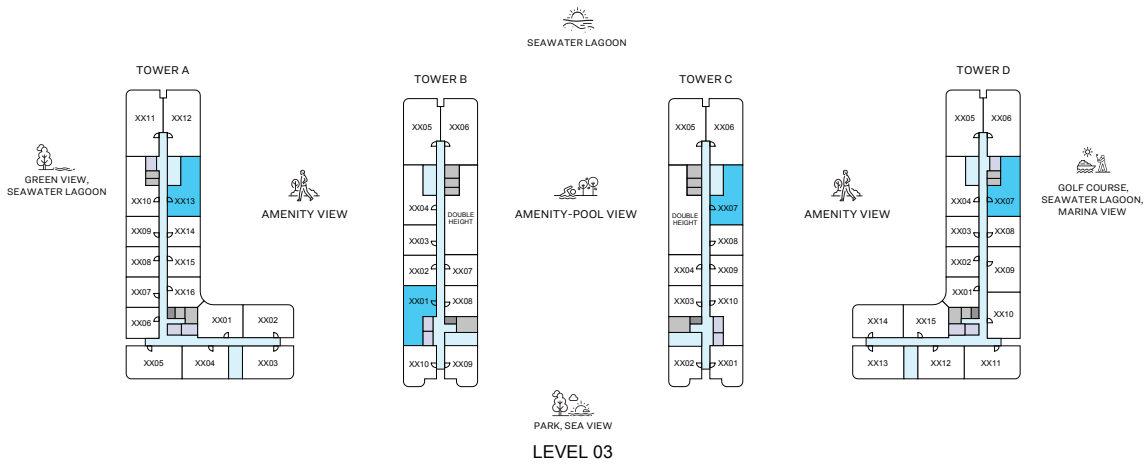 SEAWATER LAGOON
TOWER A
TOWER B
TOWER C
TOWER D
GREEN VIEW,
SEAWATER LAGOON
AMENITY VIEW
AMENITY-POOL VIEW
AMENITY VIEW
GOLF COURSE,
SEAWATER LAGOON,
MARINA VIEW
XX11 XX12
XX10 XX13
XX09 XX14
XX08 XX15
XX07 XX16
XX06 XX01 XX02
XX05 XX04 XX03
XX05 XX06
XX04 DOUBLE
HEIGHT
XX03
XX02 XX07
XX01 XX08
XX10 XX09
XX05 XX06
XX07
DOUBLE
HEIGHT
XX08
XX04 XX09
XX03 XX10
XX02 XX01
XX05 XX06
XX04 XX07
XX03 XX08
XX02 XX09
XX01
XX14 XX15 XX10
XX13 XX12 XX11
PARK, SEA VIEW
LEVEL 03